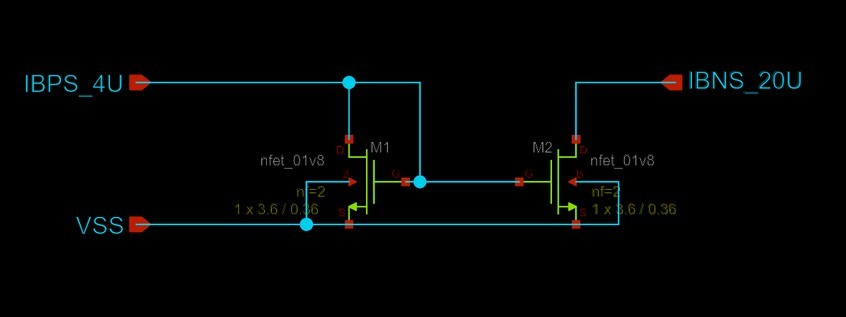 IBPS_4U
IBNS_20U
D
M1
M2
D
nfet_01v8
nfet_01v8
G
G
B
nf=2
nf=2
S
1 x 3.6 / 0.36
S
1 x 3.6 / 0.36
VSS